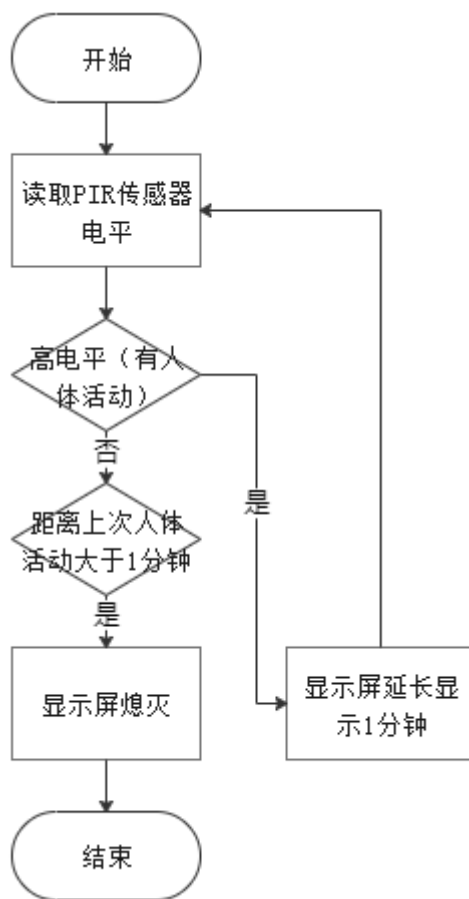 开始
读取PIR传感器
电平
高电平（有人
体活动）
否
是
距离上次人体
活动大于1分钟
是
显示屏熄灭
显示屏延长显
示1分钟
结束